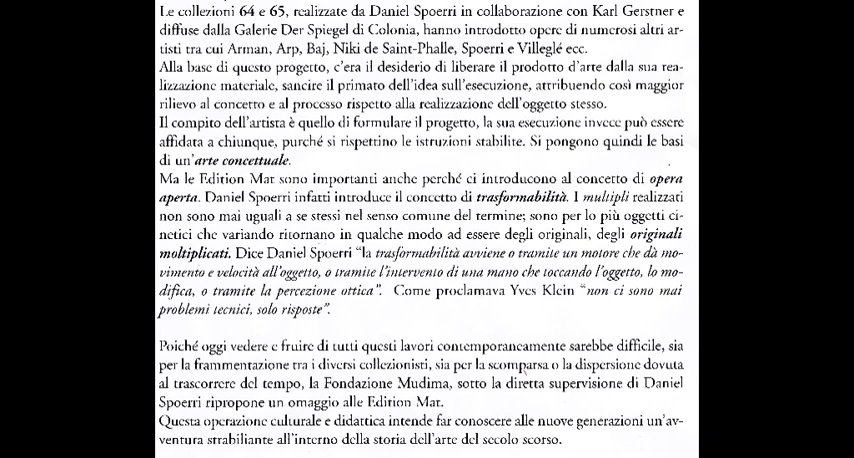 Le collezioni 64 e 65, realizzate da Daniel Spoerri in collaborazione con Karl Gerstner e
diffuse dalla Galerie Der Spiegel di Colonia, hanno introdotto opere di numerosi altri ar-
tisti tra cui Arman, Arp, Baj, Niki de Saint-Phalle, Spoerri e Villeglé ecc.
Alla base di questo progetto, c'era il desiderio di liberare il prodotto d'arte dalla sua rea-
lizzazione materiale, sancire il primato dell'idea sull'esecuzione, attribuendo così maggior
rilievo al concetto e al processo rispetto alla realizzazione dell'oggetto stesso.
Il compito dell'artista è quello di formulare il progetto, la sua esecuzione invece può essere
affidata a chiunque, purché si rispettino le istruzioni stabilite. Si pongono quindi le basi
di un'arte concettuale.
Ma le Edition Mat sono importanti anche perché ci introducono al concetto di opera
aperta. Daniel Spoerri infatti introduce il concetto di trasformabilità. I multipli realizzati
non sono mai uguali a se stessi nel senso comune del termine; sono per lo più oggetti ci-
netici che variando ritornano in qualche modo ad essere degli originali, degli originali
moltiplicati. Dice Daniel Spoerri “la trasformabilità avviene o tramite un motore che dà mo-
vimento e velocità all'oggetto, o tramite l'intervento di una mano che toccando l'oggetto, lo mo-
difica, o tramite la percezione ottica”. Come proclamava Yves Klein “non ci sono mai
problemi tecnici, solo risposte”.
Poiché oggi vedere e fruire di tutti questi lavori contemporaneamente sarebbe difficile, sia
per la frammentazione tra i diversi collezionisti, sia per la scomparsa o la dispersione dovuta
al trascorrere del tempo, la Fondazione Mudima, sotto la diretta supervisione di Daniel
Spoerri ripropone un omaggio alle Edition Mat.
Questa operazione culturale e didattica intende far conoscere alle nuove generazioni un'av-
ventura strabiliante all'interno della storia dell'arte del secolo scorso.